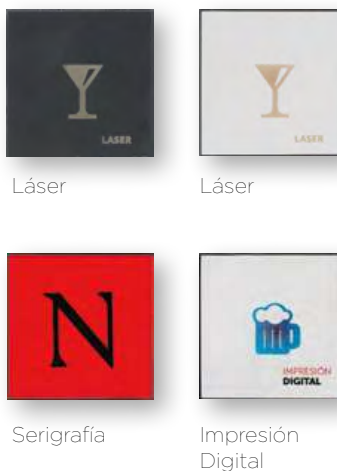 LASER
LASER
Láser
Láser
N
IMPRESIÓN
DIGITAL
Serigrafía
Impresión
Digital